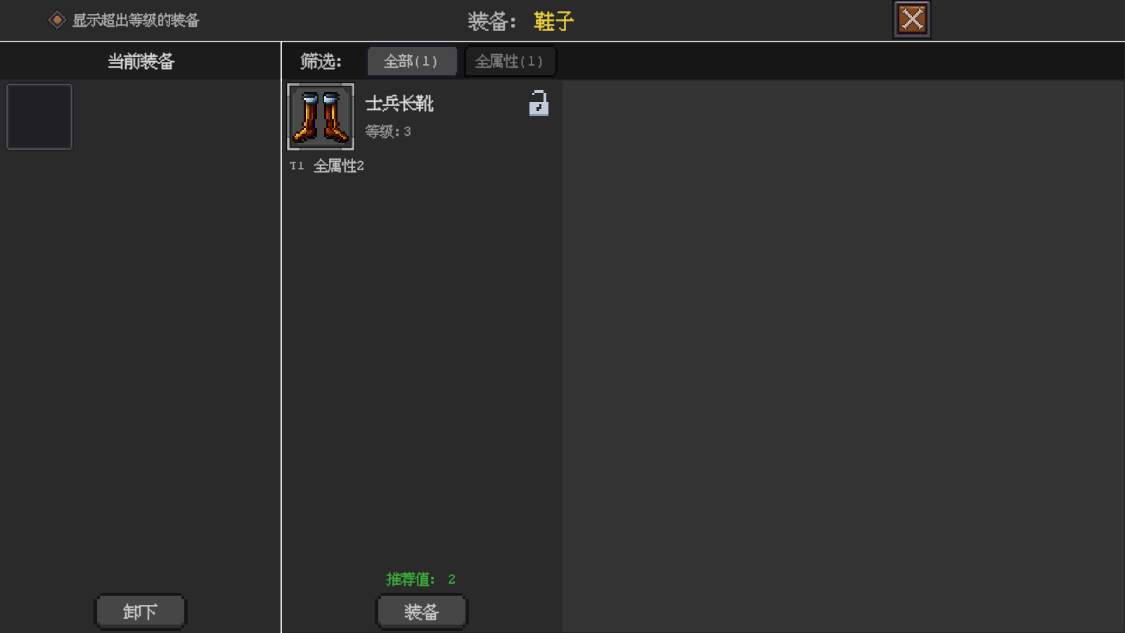 显示超出等级的装备
装备: 鞋子
当前装备
筛选: 全部(1) 全属性(1)
士兵长靴
等级:3
T1 全属性2
推荐值: 2
卸下
装备